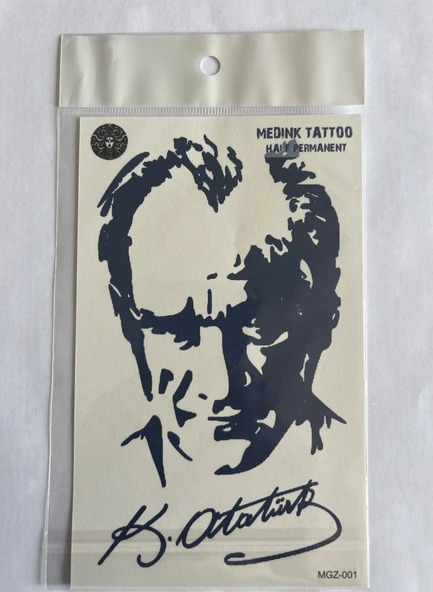 MEDINK TATTOO
HALF PERMANENT
K. Atatürk
MGZ-001